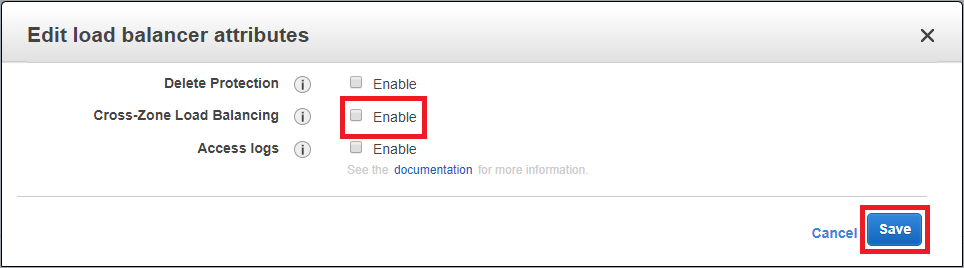 Edit load balancer attributes
Delete Protection i Enable
Cross-Zone Load Balancing i Enable
Access logs i Enable
See the documentation for more information.
Cancel Save